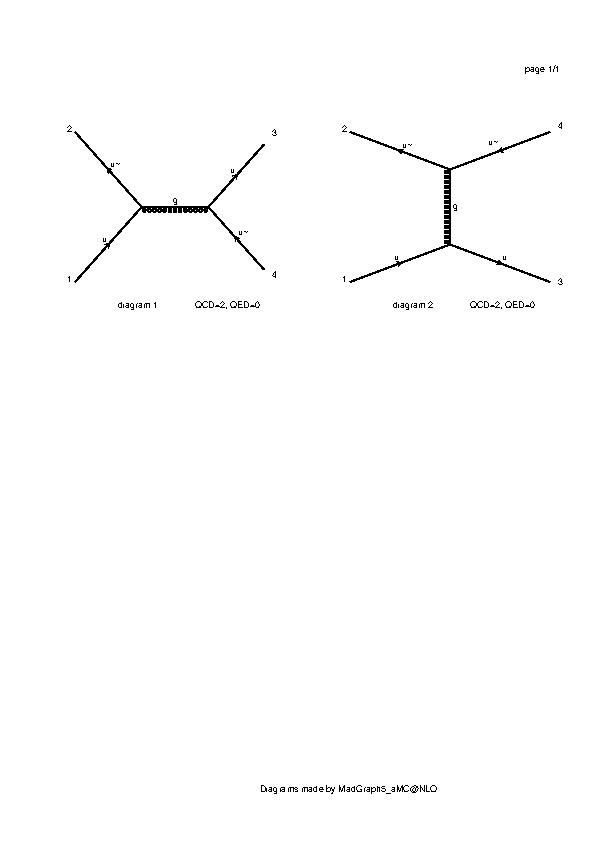 page 1/1
2
3
u~
u
g
u
u~
1
4
diagram 1 QCD=2, QED=0
2
4
u~
u~
g
u
u
1
3
diagram 2 QCD=2, QED=0
Diagrams made by MadGraph5_aMC@NLO